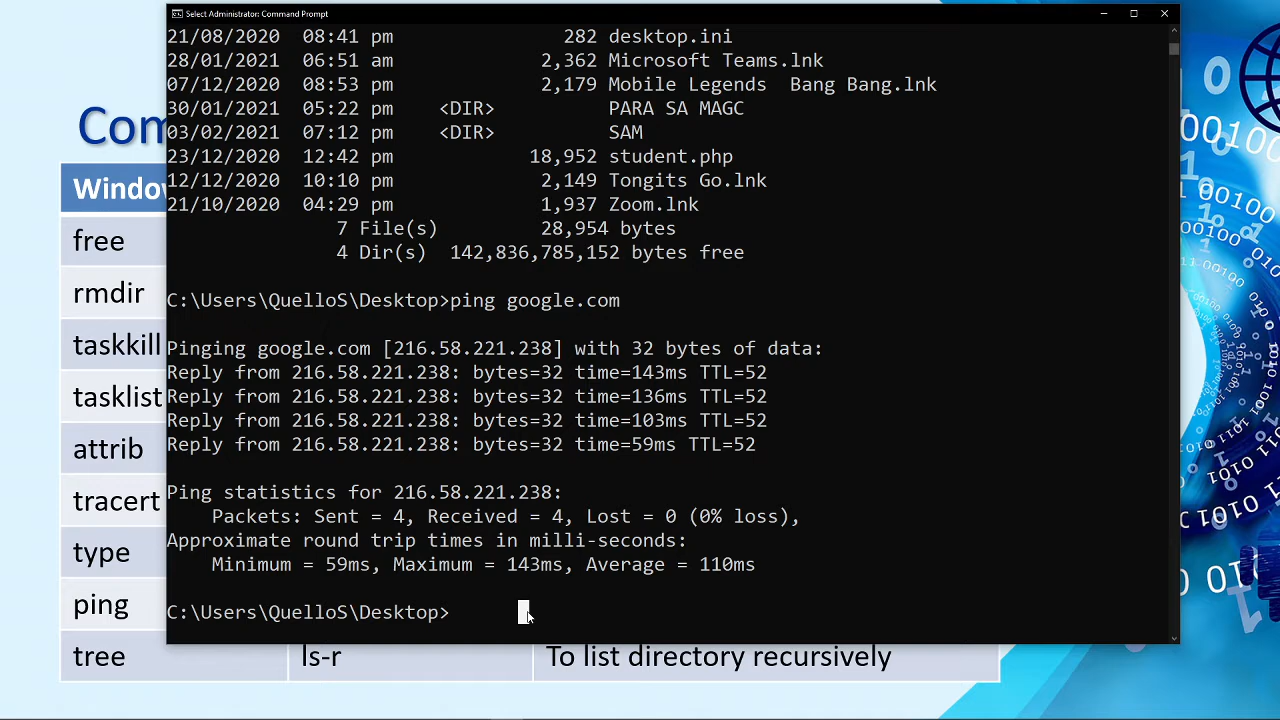 Select Administrator: Command Prompt
21/08/2020  08:41 pm               282 desktop.ini
28/01/2021  06:51 am             2,362 Microsoft Teams.lnk
07/12/2020  08:53 pm             2,179 Mobile Legends  Bang Bang.lnk
30/01/2021  05:22 pm    <DIR>          PARA SA MAGC
03/02/2021  07:12 pm    <DIR>          SAM
23/12/2020  12:42 pm            18,952 student.php
12/12/2020  10:10 pm             2,149 Tongits Go.lnk
21/10/2020  04:29 pm             1,937 Zoom.lnk
7 File(s)         28,954 bytes
4 Dir(s)  142,836,785,152 bytes free
C:\Users\QuelloS\Desktop>ping google.com
Pinging google.com [216.58.221.238] with 32 bytes of data:
Reply from 216.58.221.238: bytes=32 time=143ms TTL=52
Reply from 216.58.221.238: bytes=32 time=136ms TTL=52
Reply from 216.58.221.238: bytes=32 time=103ms TTL=52
Reply from 216.58.221.238: bytes=32 time=59ms TTL=52
Ping statistics for 216.58.221.238:
Packets: Sent = 4, Received = 4, Lost = 0 (0% loss),
Approximate round trip times in milli-seconds:
Minimum = 59ms, Maximum = 143ms, Average = 110ms
C:\Users\QuelloS\Desktop>
Com
Window
free
rmdir
taskkill
tasklist
attrib
tracert
type
ping
tree ls-r To list directory recursively